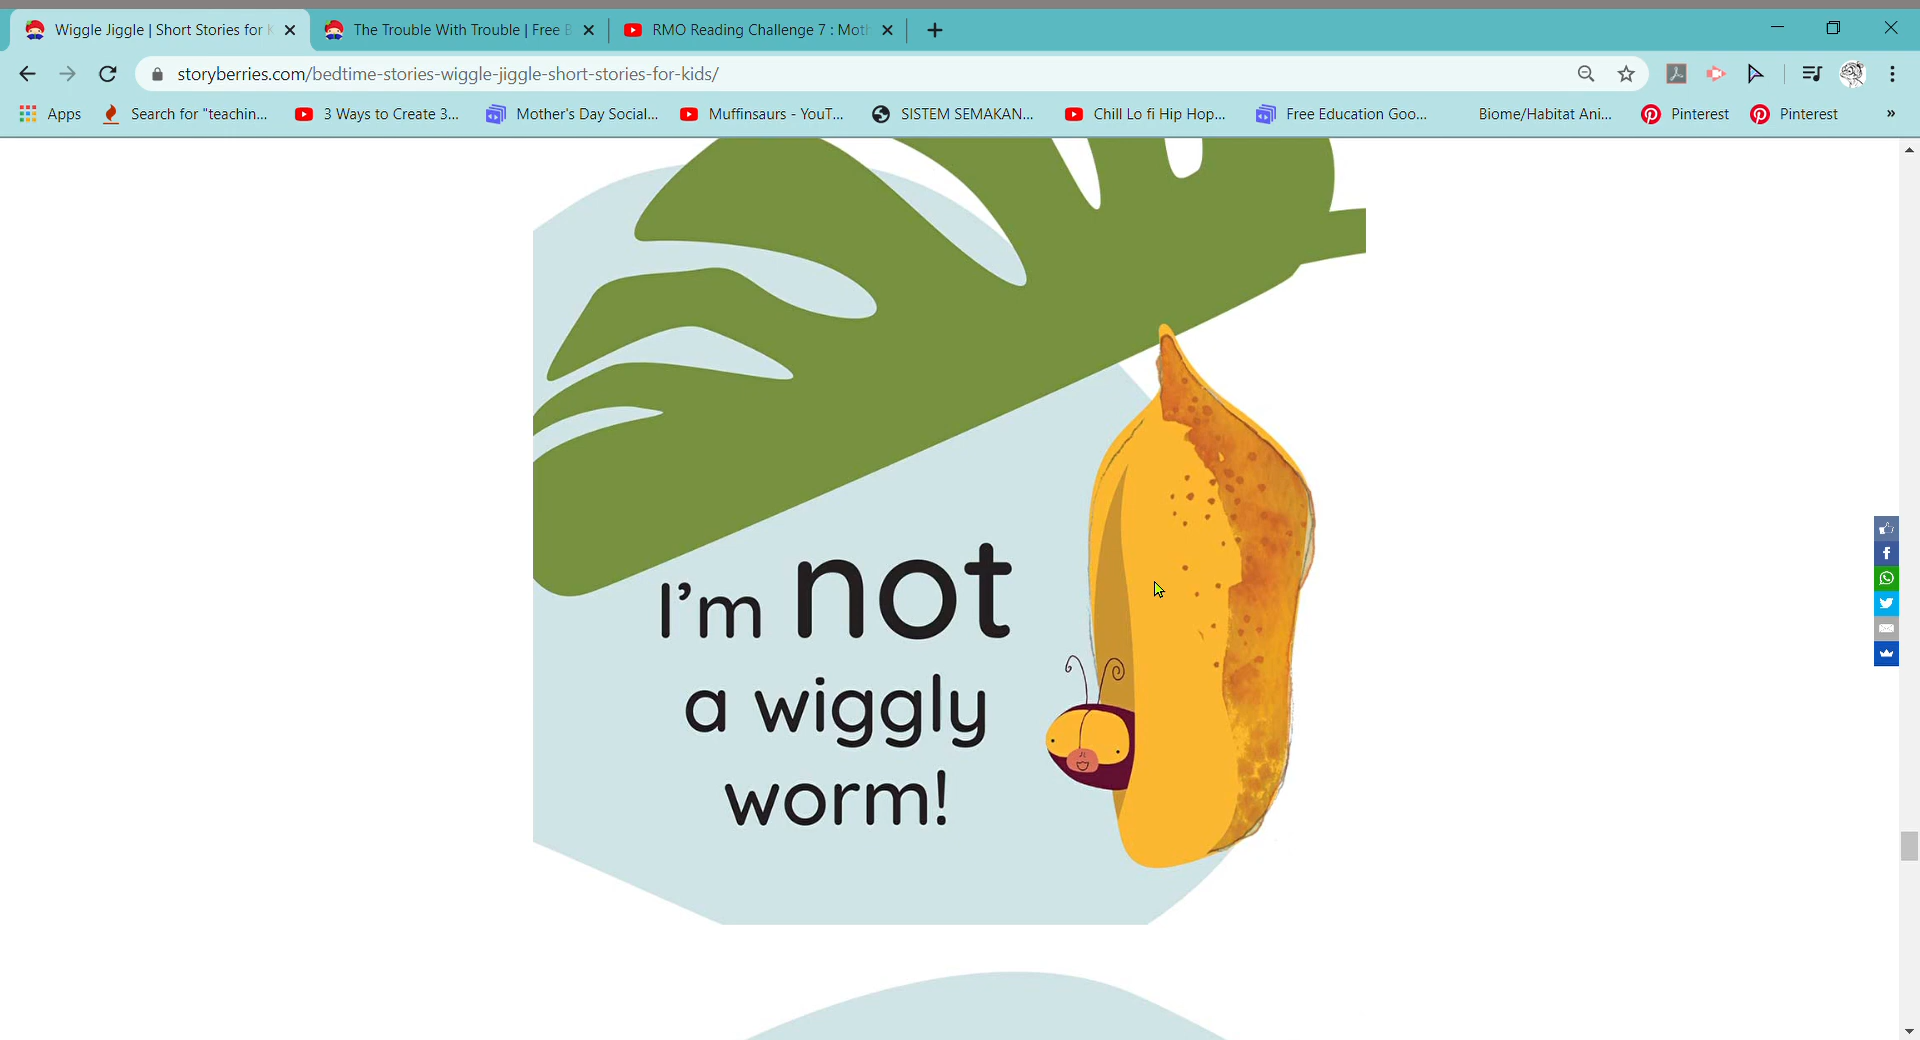 Wiggle Jiggle | Short Stories for K
The Trouble With Trouble | Free B
RMO Reading Challenge 7 : Moth
storyberries.com/bedtime-stories-wiggle-jiggle-short-stories-for-kids/
Apps
Search for "teachin...
3 Ways to Create 3...
Mother's Day Social...
Muffinsaurs - YouT...
SISTEM SEMAKAN...
Chill Lo fi Hip Hop...
Free Education Goo...
Biome/Habitat Ani...
Pinterest
Pinterest
I'm not
a wiggly
worm!